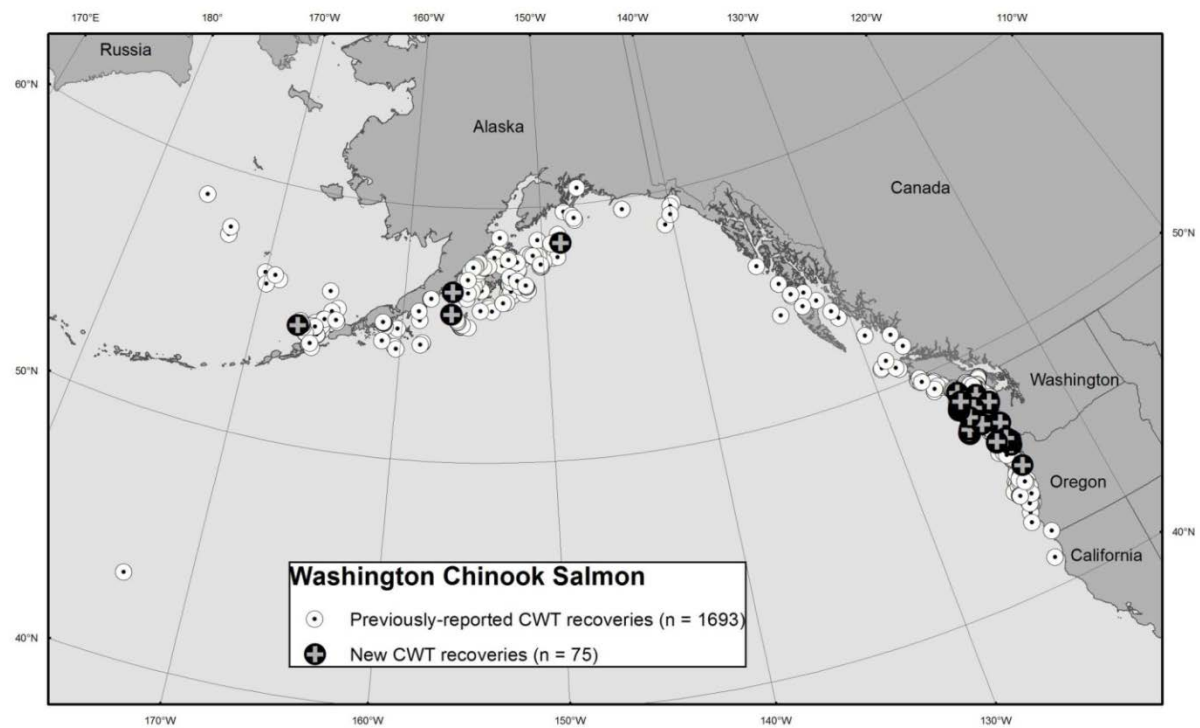 170°E 180° 170°W 160°W 150°W 140°W 130°W 120°W 110°W
Russia
60°N
Alaska
Canada
50°N
50°N
Washington
Oregon
40°N
California
Washington Chinook Salmon
Previously-reported CWT recoveries (n = 1693)
New CWT recoveries (n = 75)
40°N
170°W 160°W 150°W 140°W 130°W